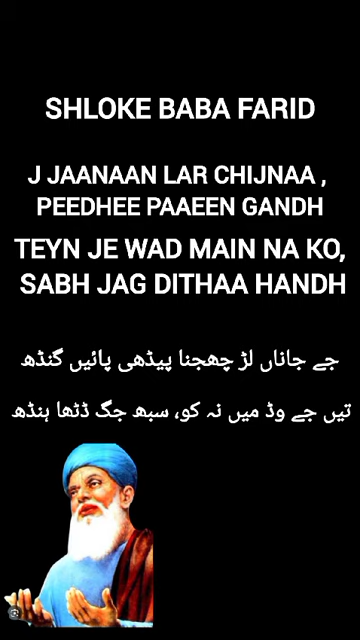 SHLOKE BABA FARID
J JAANAAN LAR CHIJNAA ,
PEEDHEE PAAEEN GANDH
TEYN JE WAD MAIN NA KO,
SABH JAG DITHAA HANDH
جے جاناں لڑ چھجنا پیڈھی پائیں گنڈھ
تیں جے وڈ میں نہ کو، سبھ جگ ڈٹھا ہنڈھ